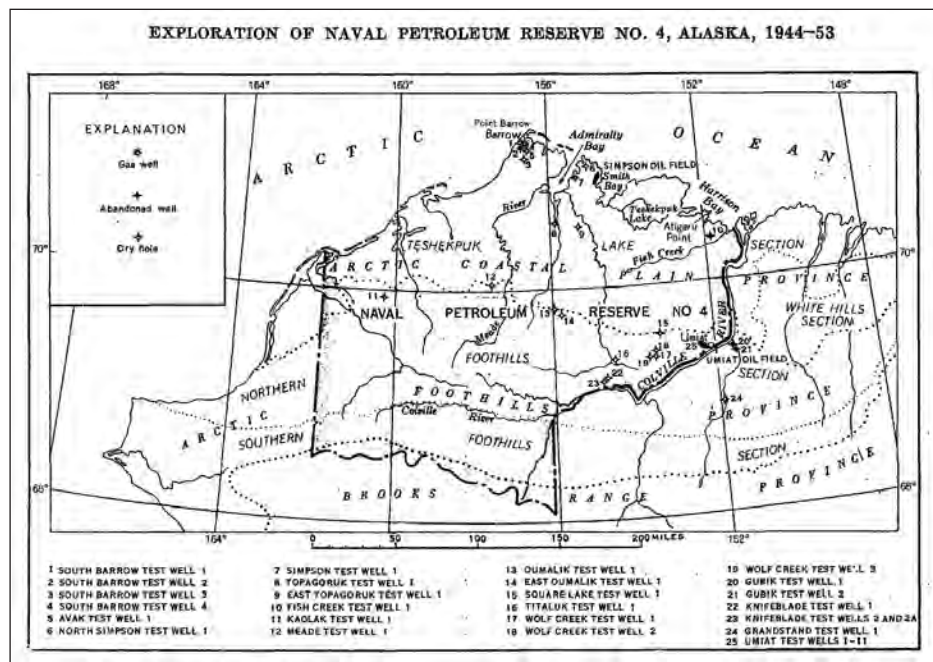 EXPLORATION OF NAVAL PETROLEUM RESERVE NO. 4, ALASKA, 1944–53
168° 164° 160° 156° 152° 148°
EXPLANATION
Gas well
Abandoned well
Dry hole
ARCTIC OCEAN
Point Barrow
Barrow
Admiralty
Bay
SIMPSON OIL FIELD
Smith
Bay
Harrison
Bay
Teshekpuk
Lake
Atigaru
Point
River
Fish Creek
70° 70°
TESHEKPUK LAKE SECTION
ARCTIC COASTAL PLAIN PROVINCE
WHITE HILLS
SECTION
NAVAL PETROLEUM RESERVE NO 4
Meade
Umiat
UMIAT OIL FIELD
COLVILLE RIVER
FOOTHILLS SECTION
NORTHERN
ARCTIC FOOTHILLS PROVINCE
Colville River
SOUTHERN FOOTHILLS SECTION
BROOKS RANGE PROVINCE
68° 68°
164° 156° 152°
0 50 100 150 200 MILES
1 SOUTH BARROW TEST WELL 1
2 SOUTH BARROW TEST WELL 2
3 SOUTH BARROW TEST WELL 3
4 SOUTH BARROW TEST WELL 4
5 AVAK TEST WELL 1
6 NORTH SIMPSON TEST WELL 1
7 SIMPSON TEST WELL 1
8 TOPAGORUK TEST WELL 1
9 EAST TOPAGORUK TEST WELL 1
10 FISH CREEK TEST WELL 1
11 KAOLAK TEST WELL 1
12 MEADE TEST WELL 1
13 OUMALIK TEST WELL 1
14 EAST OUMALIK TEST WELL 1
15 SQUARE LAKE TEST WELL 1
16 TITALUK TEST WELL 1
17 WOLF CREEK TEST WELL 1
18 WOLF CREEK TEST WELL 2
19 WOLF CREEK TEST WELL 3
20 GUBIK TEST WELL 1
21 GUBIK TEST WELL 2
22 KNIFEBLADE TEST WELL 1
23 KNIFEBLADE TEST WELLS 2 AND 2A
24 GRANDSTAND TEST WELL 1
25 UMIAT TEST WELLS 1–11